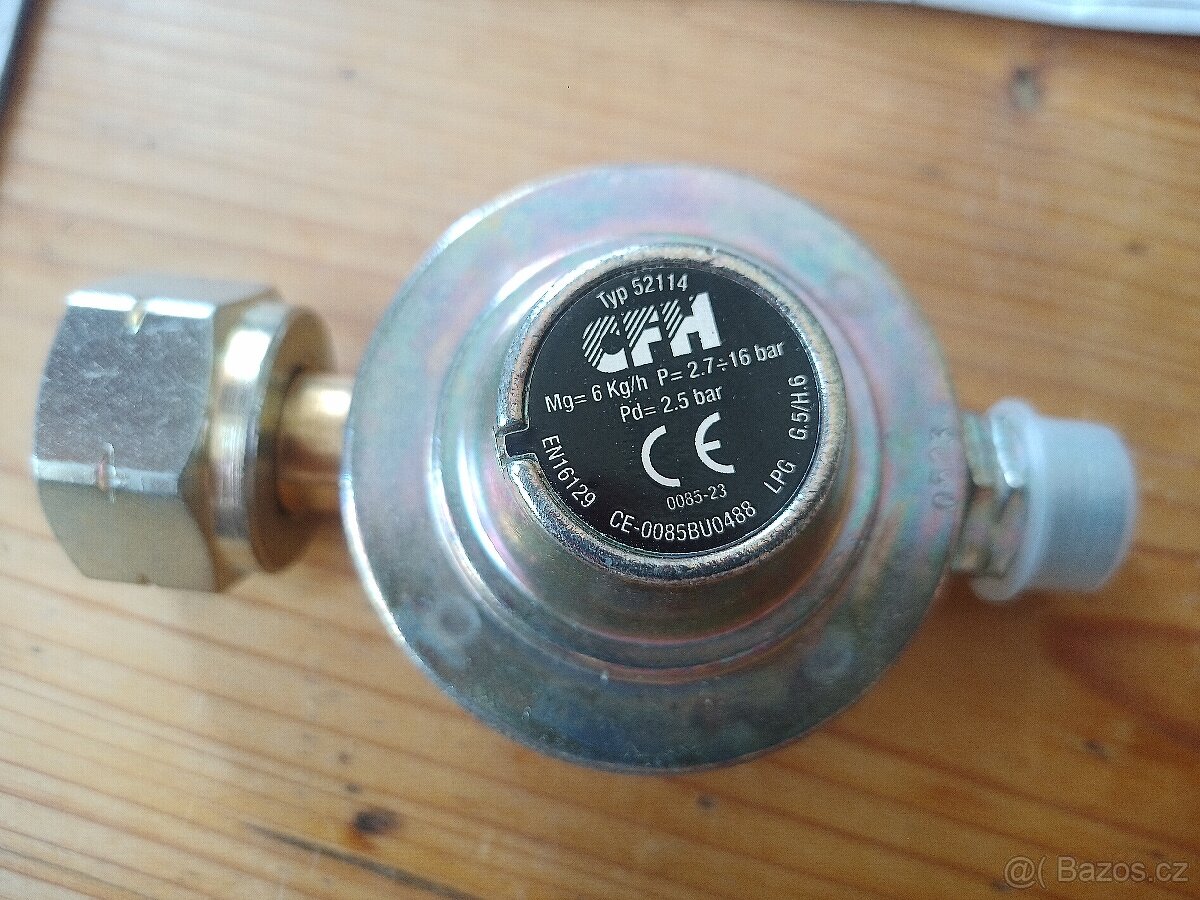 Typ 52114
CFH
Mg= 6 Kg/h P= 2.7÷16 bar
Pd= 2.5 bar
CE
0085-23
EN16129
CE-0085BU0488
LPG
G.5/H.6
0423
@( Bazos.cz